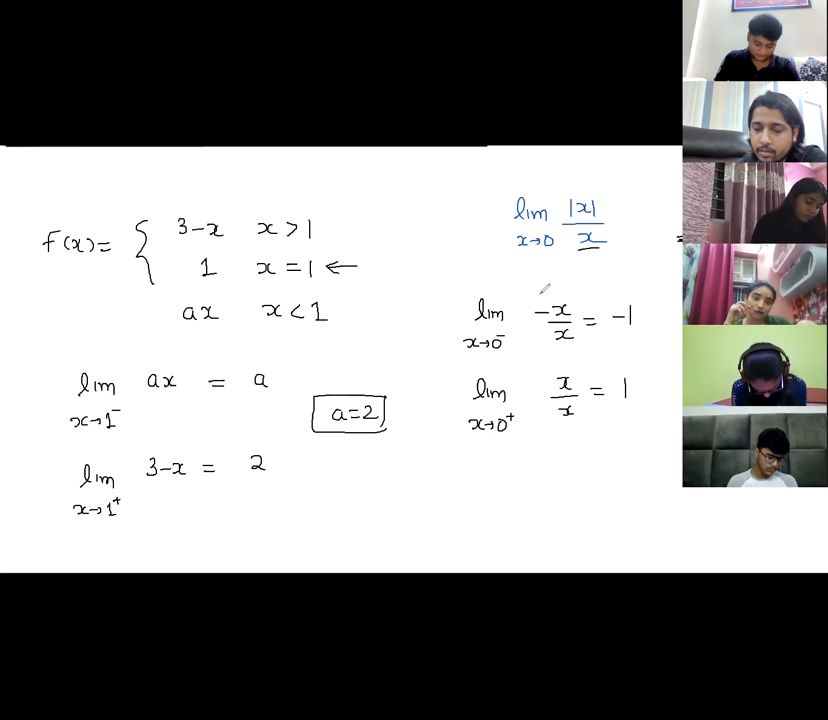 f(x) = { 3-x x > 1
1 x = 1 ←
ax x < 1
lim x→1⁻ ax = a
a=2
lim x→1⁺ 3-x = 2
lim x→0 |x|/x
=
lim x→0⁻ -x/x = -1
lim x→0⁺ x/x = 1